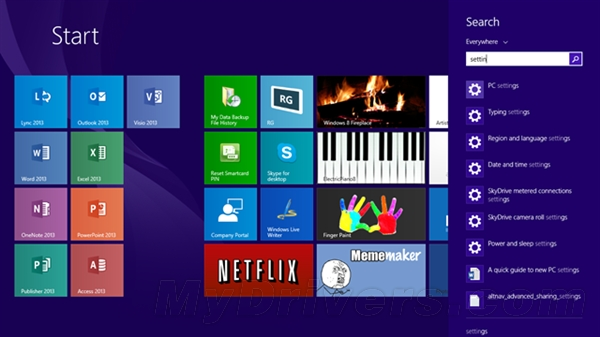 Start
Lync 2013
Outlook 2013
Visio 2013
Word 2013
Excel 2013
OneNote 2013
PowerPoint 2013
Publisher 2013
Access 2013
My Data Backup
File History
RG
RG
Windows 8 Fireplace
Artis
Reset Smartcard
PIN
Skype for
desktop
ElectricPiano8
Company Portal
Windows Live
Writer
Finger Paint
NETFLIX
Mememaker
MyDrivers.com
Search
Everywhere
settin
PC settings
Typing settings
Region and language settings
Date and time settings
SkyDrive metered connections
settings
SkyDrive camera roll settings
Power and sleep settings
A quick guide to new PC settings
altnav_advanced_sharing_settings
settings